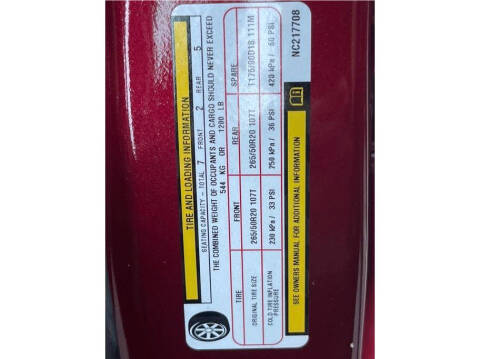 TIRE AND LOADING INFORMATION
SEATING CAPACITY - TOTAL 7 FRONT 2 REAR 5
THE COMBINED WEIGHT OF OCCUPANTS AND CARGO SHOULD NEVER EXCEED
544 KG OR 1200 LB
TIRE FRONT REAR SPARE
ORIGINAL TIRE SIZE 265/50R20 107T 265/50R20 107T T175/90D18 111M
COLD TIRE INFLATION PRESSURE 230 kPa / 33 PSI 250 kPa / 36 PSI 420 kPa / 60 PSI
SEE OWNERS MANUAL FOR ADDITIONAL INFORMATION
NC217708